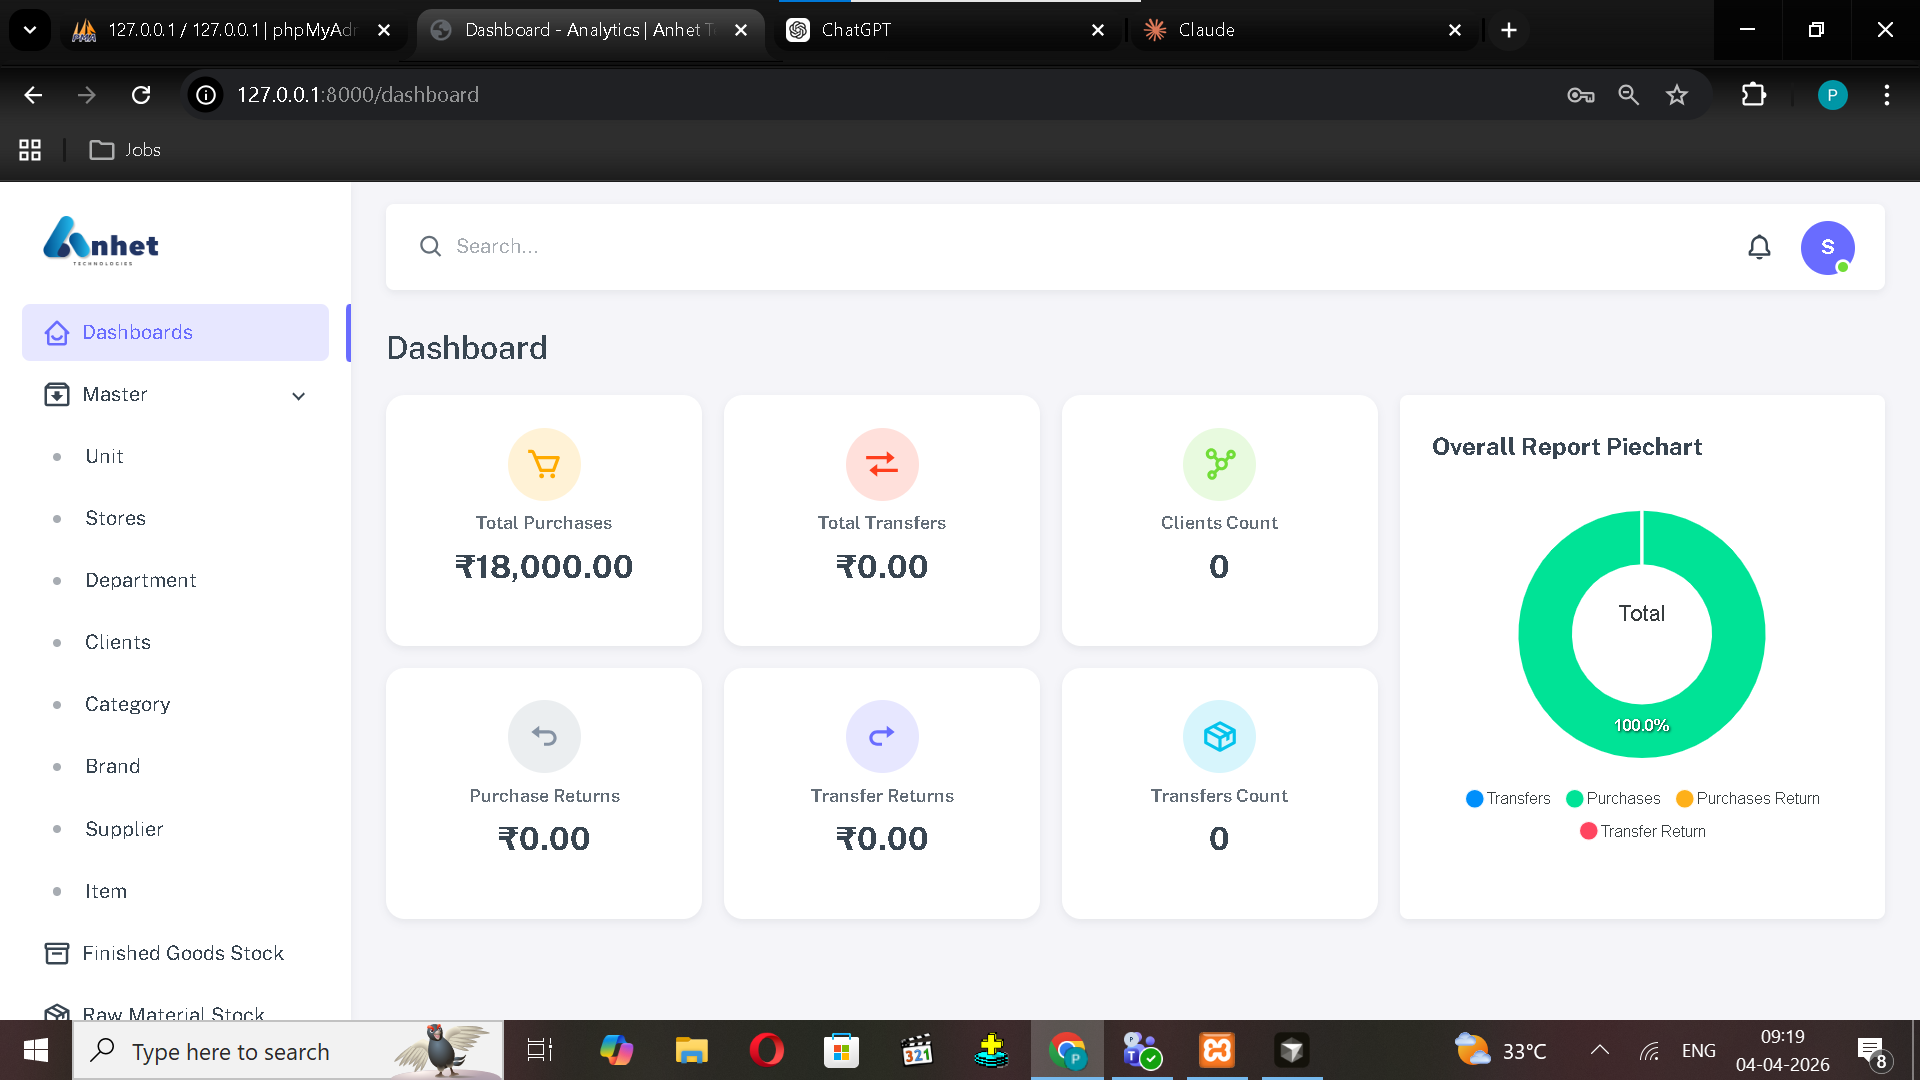 127.0.0.1 / 127.0.0.1 | phpMyAdr
Dashboard - Analytics | Anhet T
ChatGPT
Claude
127.0.0.1:8000/dashboard
P
Jobs
Anhet
TECHNOLOGIES
Search...
S
Dashboards
Master
Unit
Stores
Department
Clients
Category
Brand
Supplier
Item
Finished Goods Stock
Raw Material Stock
Dashboard
Total Purchases
₹18,000.00
Total Transfers
₹0.00
Clients Count
0
Purchase Returns
₹0.00
Transfer Returns
₹0.00
Transfers Count
0
Overall Report Piechart
Total
100.0%
Transfers
Purchases
Purchases Return
Transfer Return
Type here to search
321
P
33°C
ENG
09:19
04-04-2026
8